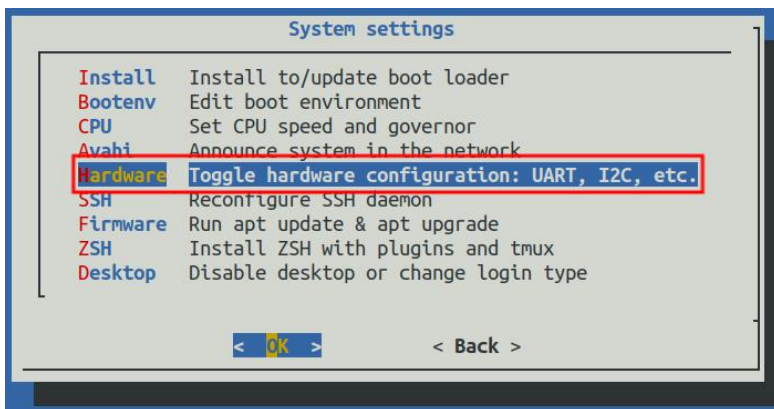 System settings
Install Install to/update boot loader
Bootenv Edit boot environment
CPU Set CPU speed and governor
Avahi Announce system in the network
Hardware Toggle hardware configuration: UART, I2C, etc.
SSH Reconfigure SSH daemon
Firmware Run apt update & apt upgrade
ZSH Install ZSH with plugins and tmux
Desktop Disable desktop or change login type
< OK > < Back >